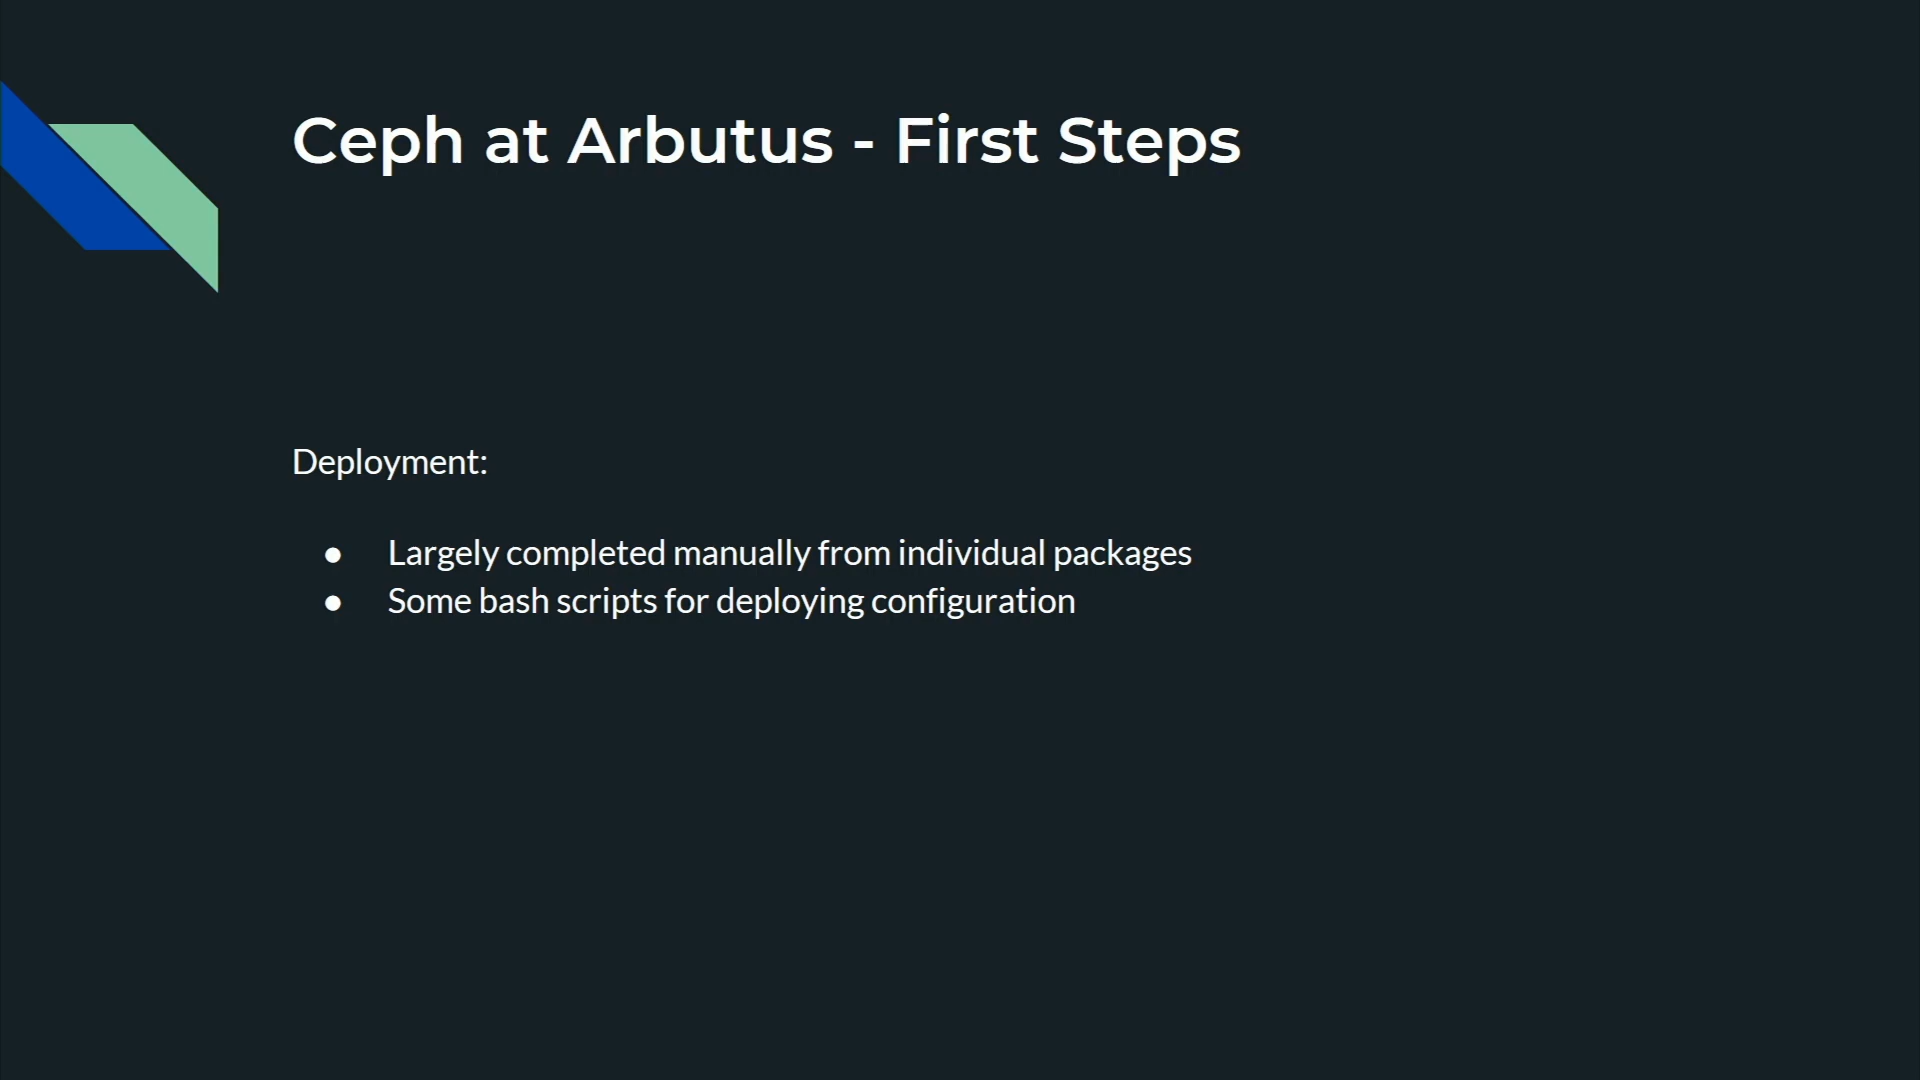 Ceph at Arbutus - First Steps
Deployment:
● Largely completed manually from individual packages
● Some bash scripts for deploying configuration